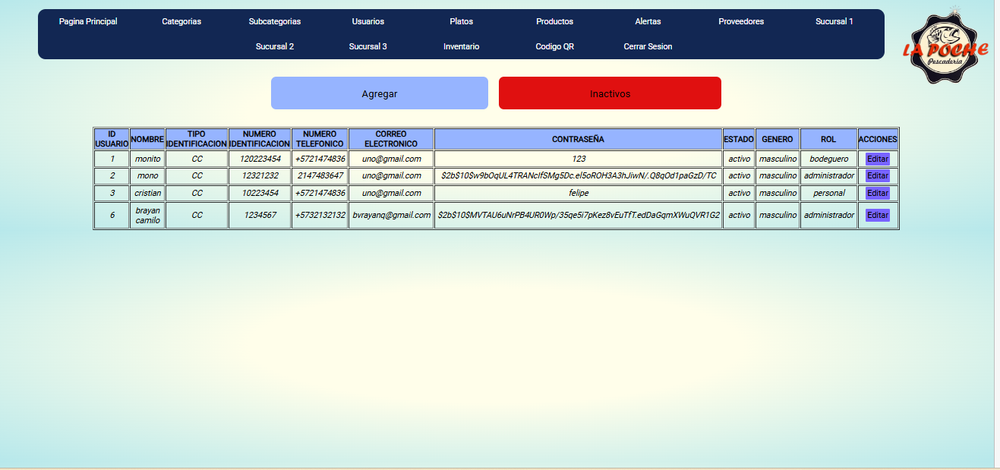 Pagina Principal Categorias Subcategorias Usuarios Platos Productos Alertas Proveedores Sucursal 1
Sucursal 2 Sucursal 3 Inventario Codigo QR Cerrar Sesion
LA POCHE
Pescaderia
Agregar Inactivos
ID USUARIO NOMBRE TIPO IDENTIFICACION NUMERO IDENTIFICACION NUMERO TELEFONICO CORREO ELECTRONICO CONTRASEÑA ESTADO GENERO ROL ACCIONES
1 monito CC 120223454 +5721474836 uno@gmail.com 123 activo masculino bodeguero Editar
2 mono CC 12321232 2147483647 uno@gmail.com $2b$10$w9bOqUL4TRANcIfSMg5Dc.el5oROH3A3hJiwN/.Q8qOd1paGzD/TC activo masculino administrador Editar
3 cristian CC 10223454 +5721474836 uno@gmail.com felipe activo masculino personal Editar
6 brayan camilo CC 1234567 +5732132132 bvrayanq@gmail.com $2b$10$MVTAU6uNrPB4UR0Wp/35qe5i7pKez8vEuTfT.edDaGqmXWuQVR1G2 activo masculino administrador Editar